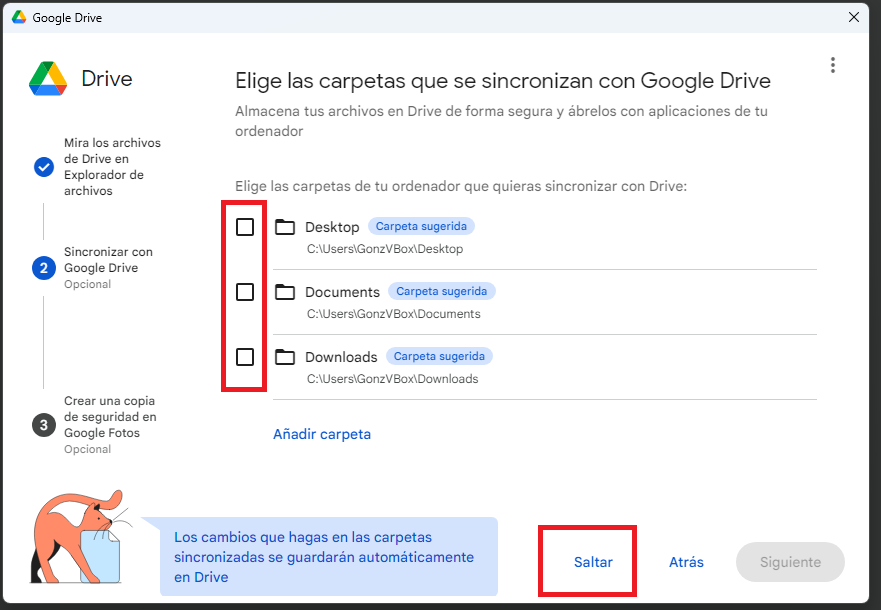 Google Drive
Drive
Elige las carpetas que se sincronizan con Google Drive
Almacena tus archivos en Drive de forma segura y ábrelos con aplicaciones de tu
ordenador
Mira los archivos
de Drive en
Explorador de
archivos
2
Sincronizar con
Google Drive
Opcional
3
Crear una copia
de seguridad en
Google Fotos
Opcional
Elige las carpetas de tu ordenador que quieras sincronizar con Drive:
Desktop Carpeta sugerida
C:\Users\GonzVBox\Desktop
Documents Carpeta sugerida
C:\Users\GonzVBox\Documents
Downloads Carpeta sugerida
C:\Users\GonzVBox\Downloads
Añadir carpeta
Los cambios que hagas en las carpetas
sincronizadas se guardarán automáticamente
en Drive
Saltar Atrás Siguiente